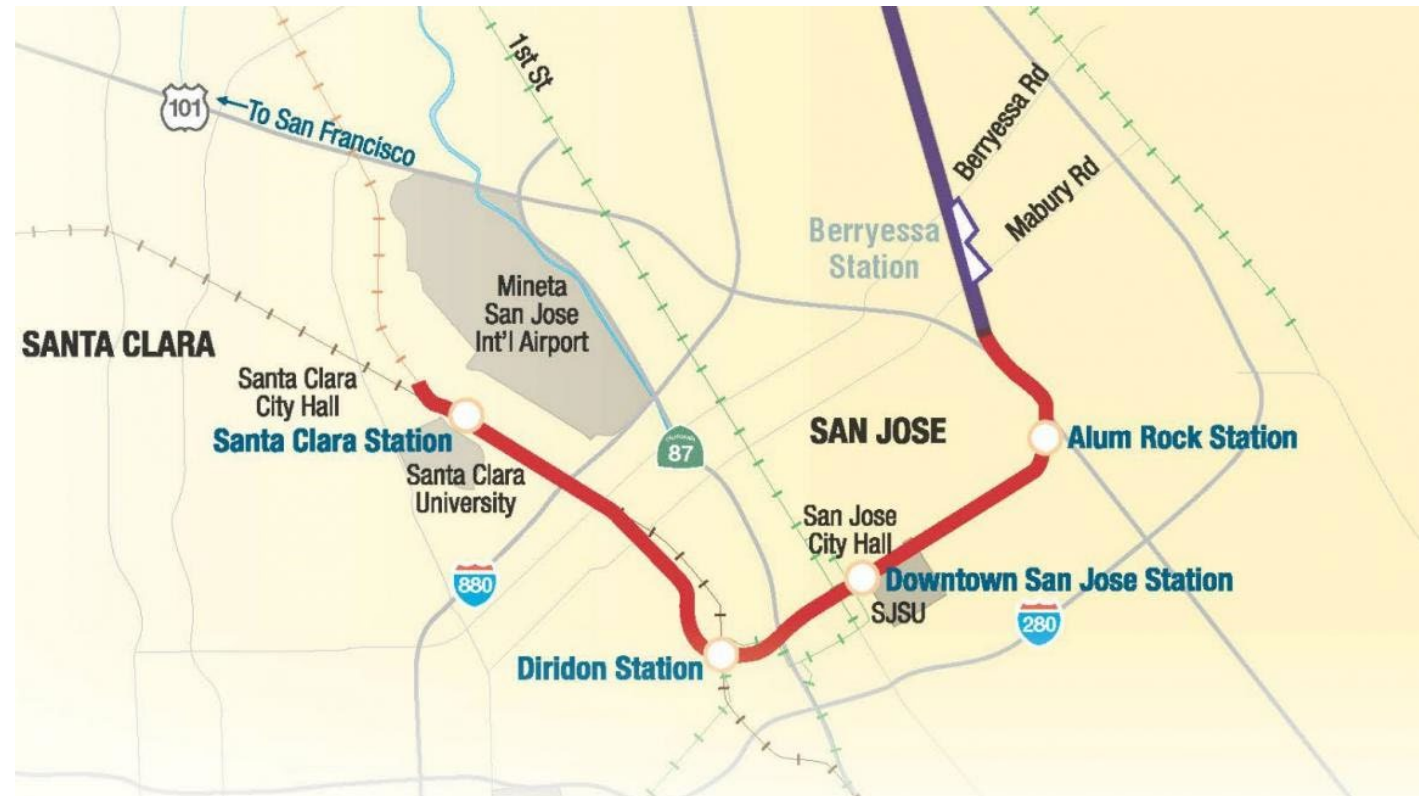 1st St
101
To San Francisco
Berryessa Rd
Mabury Rd
Berryessa
Station
Mineta
San Jose
Int'l Airport
SANTA CLARA
Santa Clara
City Hall
Santa Clara Station
Santa Clara
University
87
SAN JOSE
Alum Rock Station
San Jose
City Hall
Downtown San Jose Station
SJSU
880
280
Diridon Station